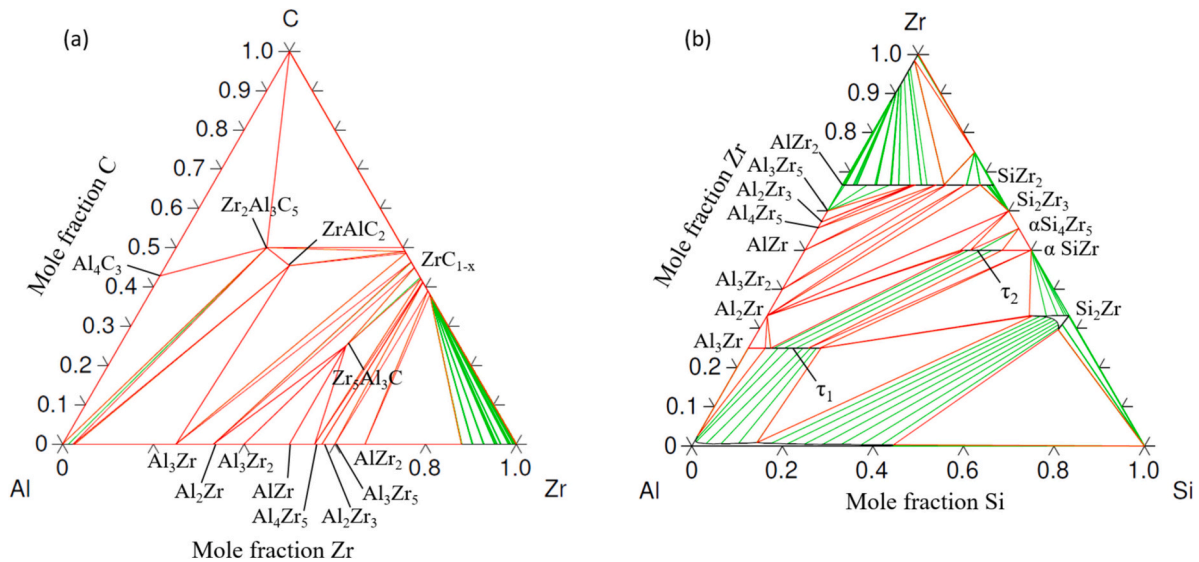 (a)
C
1.0
0.9
0.8
0.7
0.6
0.5
0.4
0.3
0.2
0.1
0
Mole fraction C
Zr₂Al₃C₅
ZrAlC₂
Al₄C₃
ZrC₁₋ₓ
Zr₅Al₃C
0
0.8
1.0
Al₃Zr
Al₃Zr₂
AlZr₂
Al₂Zr
AlZr
Al₃Zr₅
Al₄Zr₅
Al₂Zr₃
Al
Zr
Mole fraction Zr
(b)
Zr
1.0
0.9
0.8
Mole fraction Zr
AlZr₂
Al₃Zr₅
Al₂Zr₃
Al₄Zr₅
AlZr
Al₃Zr₂
Al₂Zr
Al₃Zr
0.2
0.1
0
SiZr₂
Si₂Zr₃
αSi₄Zr₅
α SiZr
τ₂
Si₂Zr
τ₁
0.2
0.4
0.6
0.8
1.0
Al
Mole fraction Si
Si